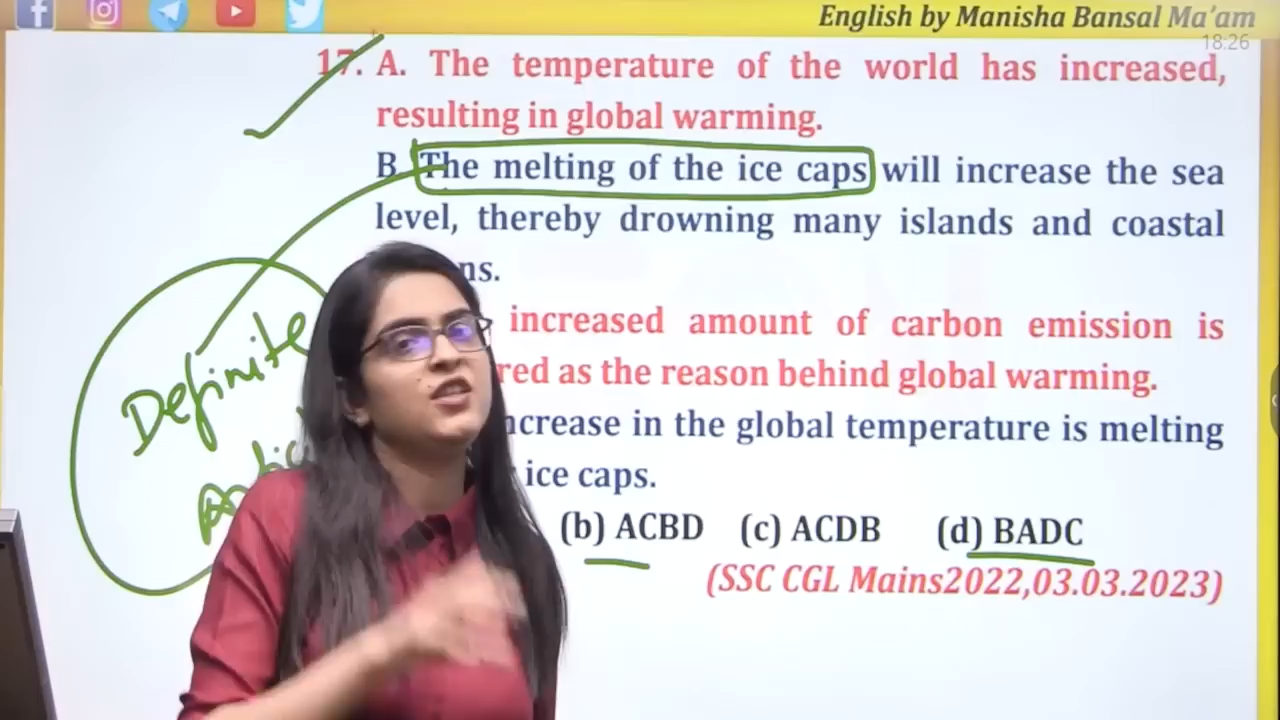 English by Manisha Bansal Ma'am
18:26
17. A. The temperature of the world has increased,
resulting in global warming.
B. The melting of the ice caps will increase the sea
level, thereby drowning many islands and coastal
ns.
increased amount of carbon emission is
red as the reason behind global warming.
ncrease in the global temperature is melting
ice caps.
(b) ACBD (c) ACDB (d) BADC
(SSC CGL Mains2022,03.03.2023)
Definite